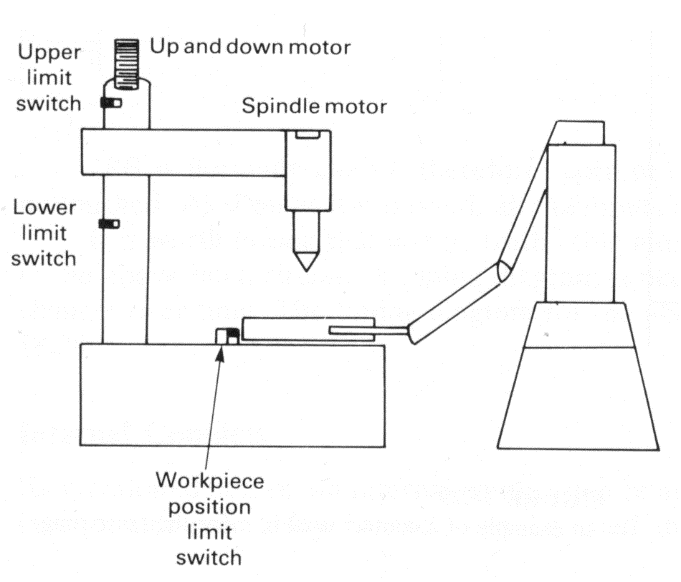 Upper
limit
switch
Up and down motor
Spindle motor
Lower
limit
switch
Workpiece
position
limit
switch